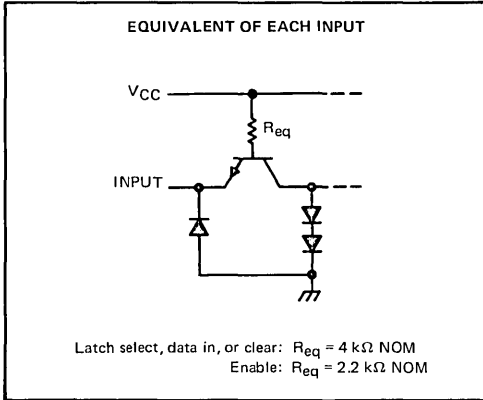 EQUIVALENT OF EACH INPUT
VCC
Req
INPUT
Latch select, data in, or clear: Req = 4 kΩ NOM
Enable: Req = 2.2 kΩ NOM